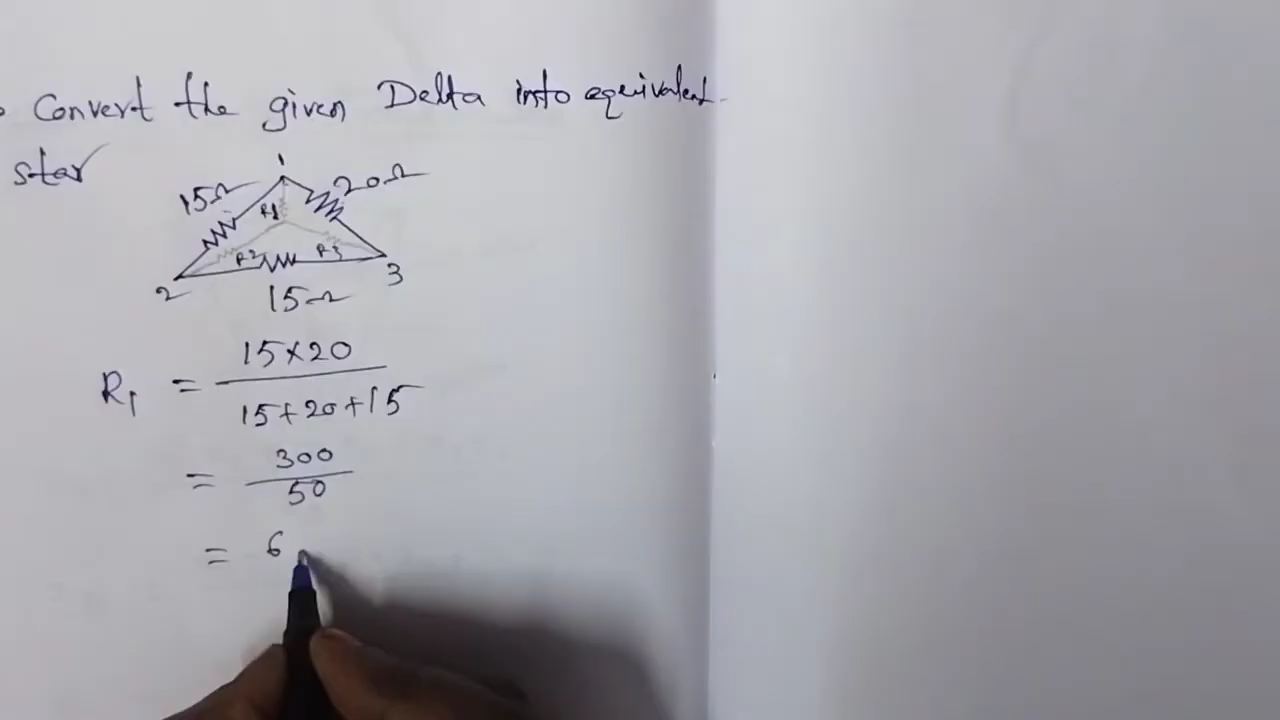 Convert the given Delta into equivalent
star
1
15Ω 20Ω
R1
R2 R3
2 3
15Ω
R1 = 15×20 / 15+20+15
= 300 / 50
= 6